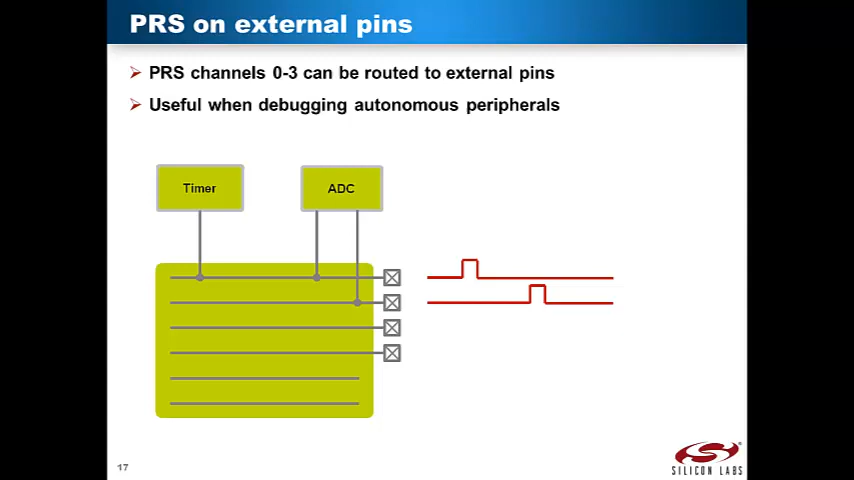 PRS on external pins
PRS channels 0-3 can be routed to external pins
Useful when debugging autonomous peripherals
Timer
ADC
17
SILICON LABS